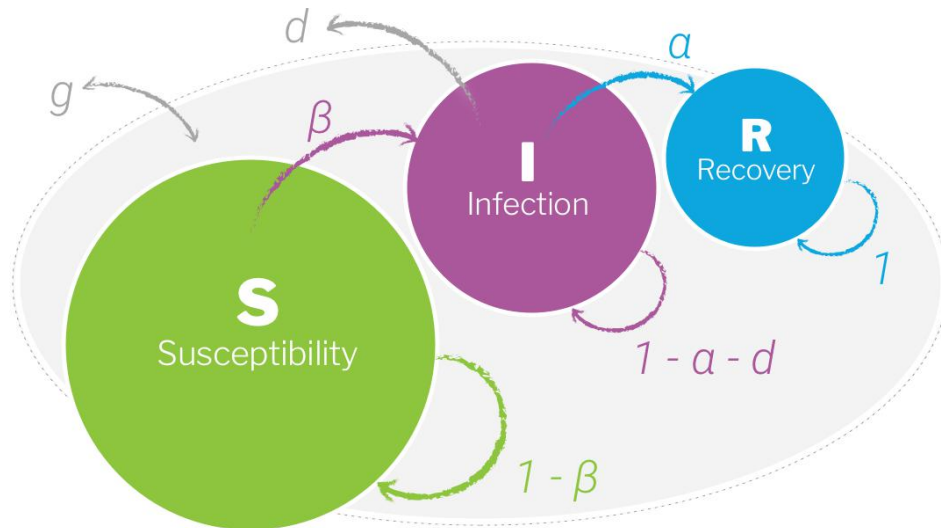 d
g
β
α
I
Infection
R
Recovery
1
S
Susceptibility
1 - α - d
1 - β